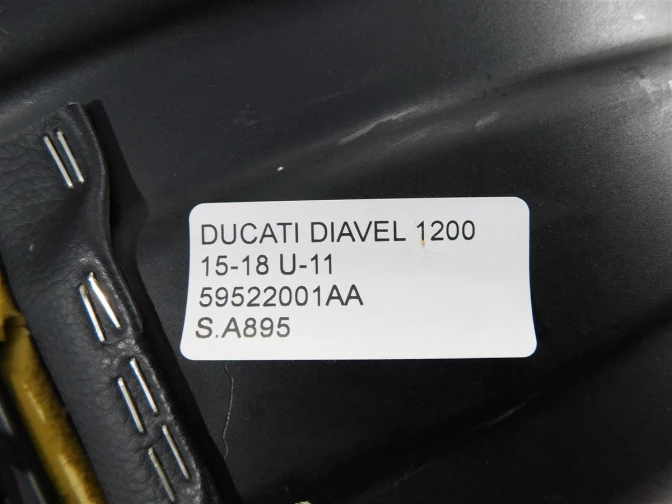 DUCATI DIAVEL 1200
15-18 U-11
59522001AA
S.A895